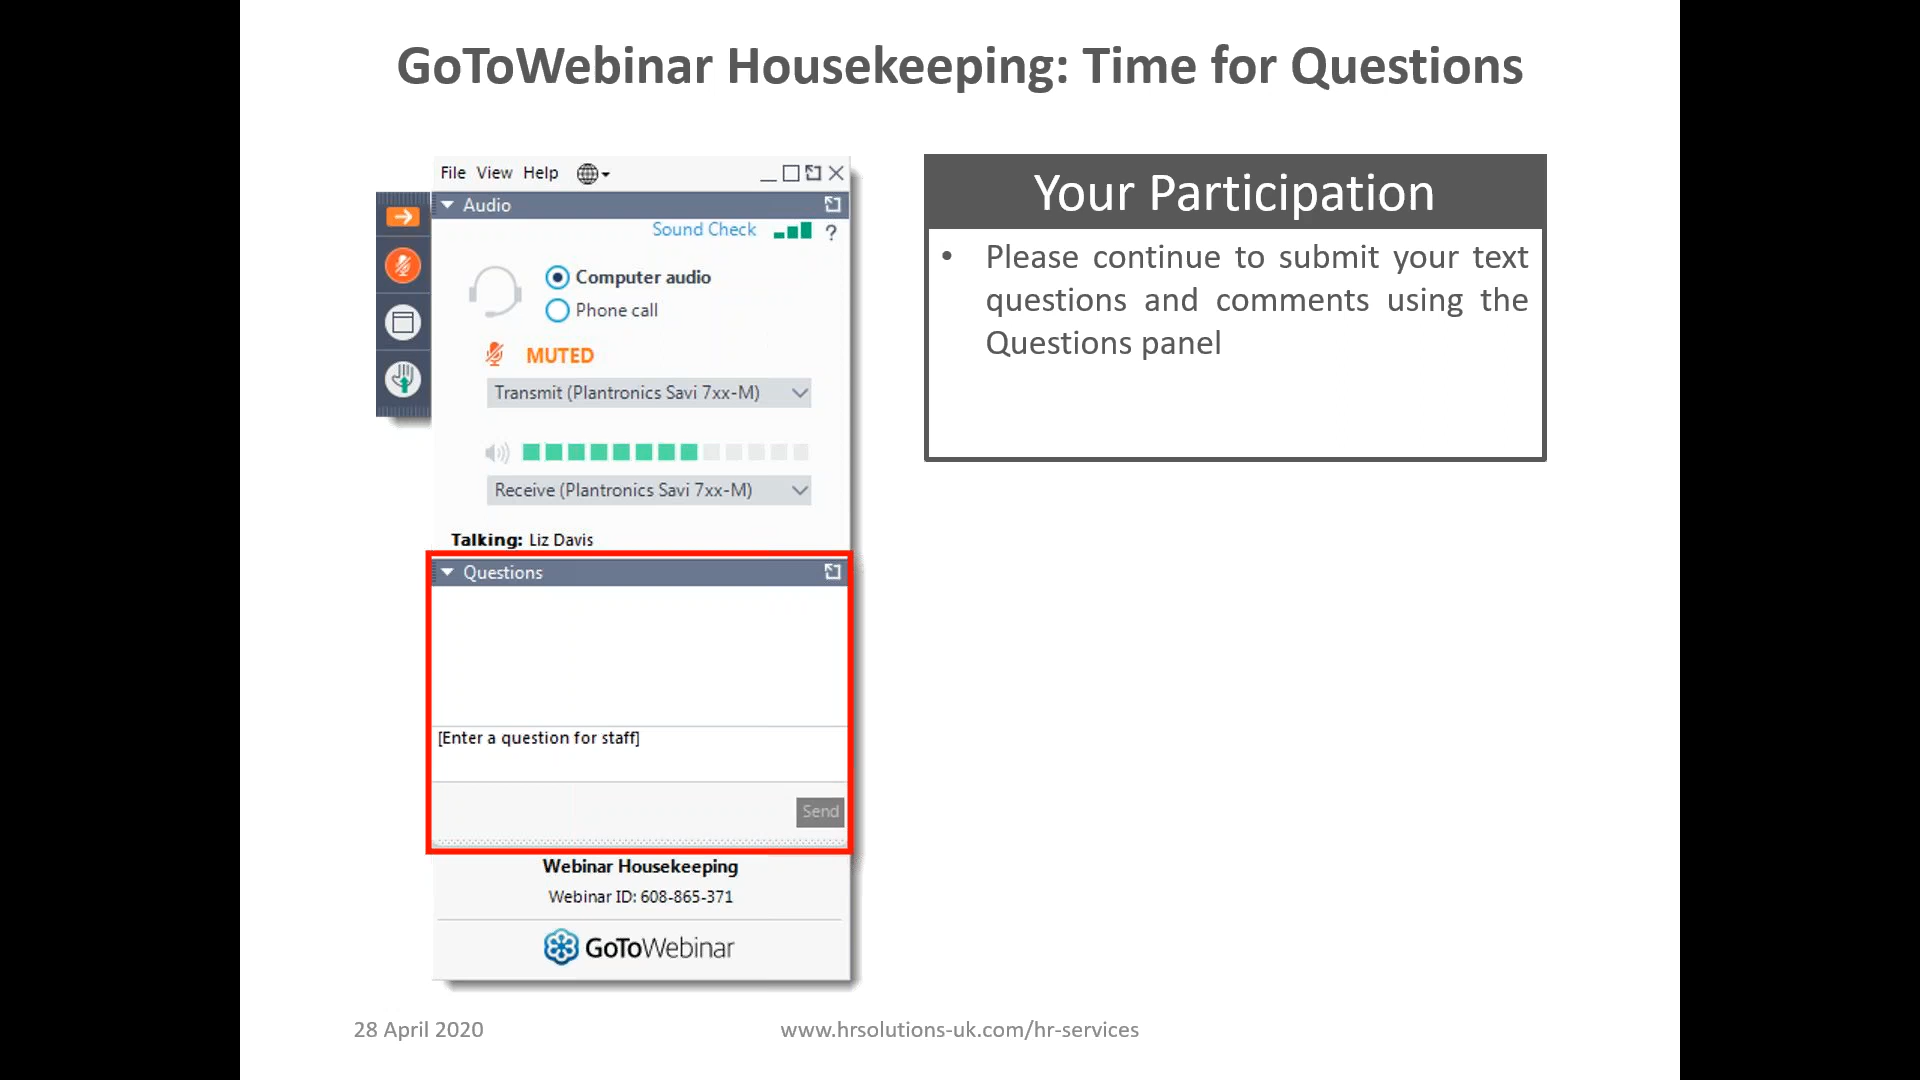 GoToWebinar Housekeeping: Time for Questions
File View Help
Audio
Sound Check ?
Computer audio
Phone call
MUTED
Transmit (Plantronics Savi 7xx-M)
Receive (Plantronics Savi 7xx-M)
Talking: Liz Davis
Questions
[Enter a question for staff]
Send
Webinar Housekeeping
Webinar ID: 608-865-371
GoToWebinar
Your Participation
• Please continue to submit your text
questions and comments using the
Questions panel
28 April 2020
www.hrsolutions-uk.com/hr-services